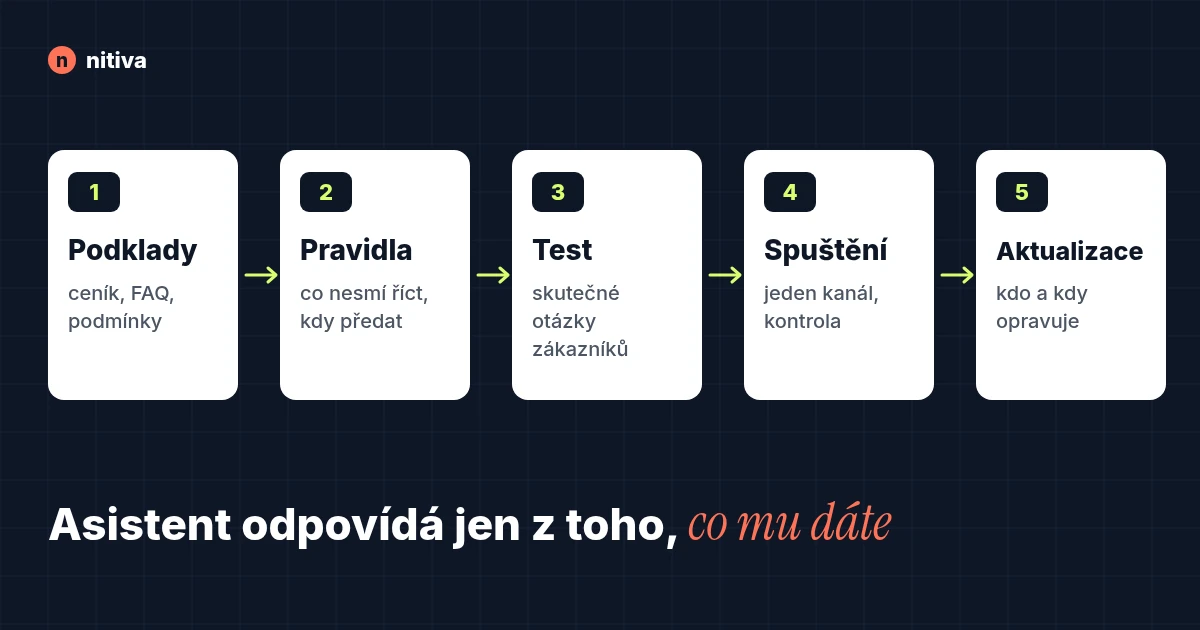 n nitiva
1
Podklady
ceník, FAQ,
podmínky
2
Pravidla
co nesmí říct,
kdy předat
3
Test
skutečné
otázky
zákazníků
4
Spuštění
jeden kanál,
kontrola
5
Aktualizace
kdo a kdy
opravuje
Asistent odpovídá jen z toho, co mu dáte